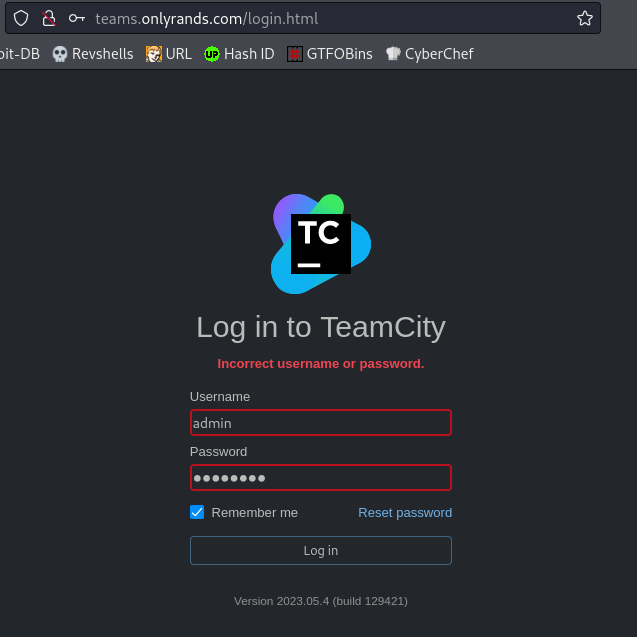 teams.onlyrands.com/login.html
oit-DB Revshells URL UP Hash ID GTFOBins CyberChef
TC
Log in to TeamCity
Incorrect username or password.
Username
admin
Password
Remember me Reset password
Log in
Version 2023.05.4 (build 129421)